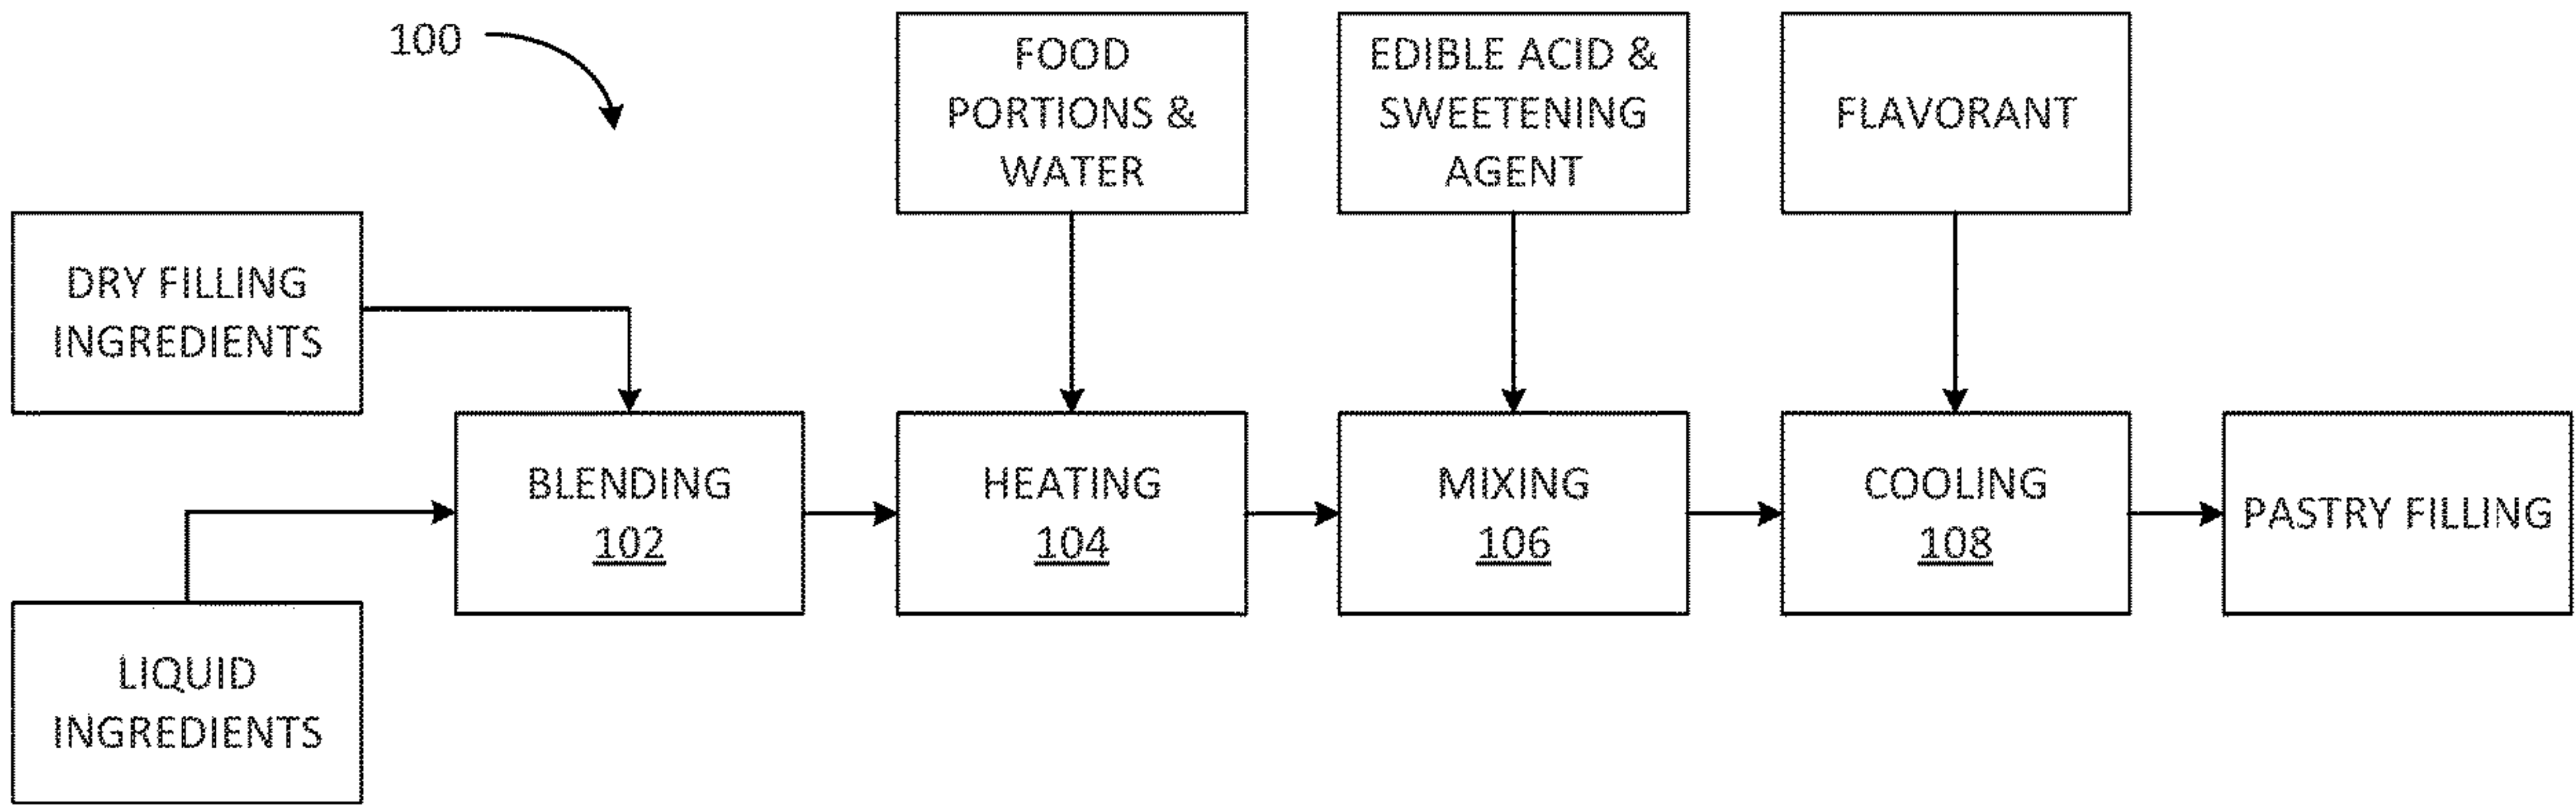 100
FOOD
PORTIONS &
WATER
EDIBLE ACID &
SWEETENING
AGENT
FLAVORANT
DRY FILLING
INGREDIENTS
BLENDING
102
HEATING
104
MIXING
106
COOLING
108
PASTRY FILLING
LIQUID
INGREDIENTS